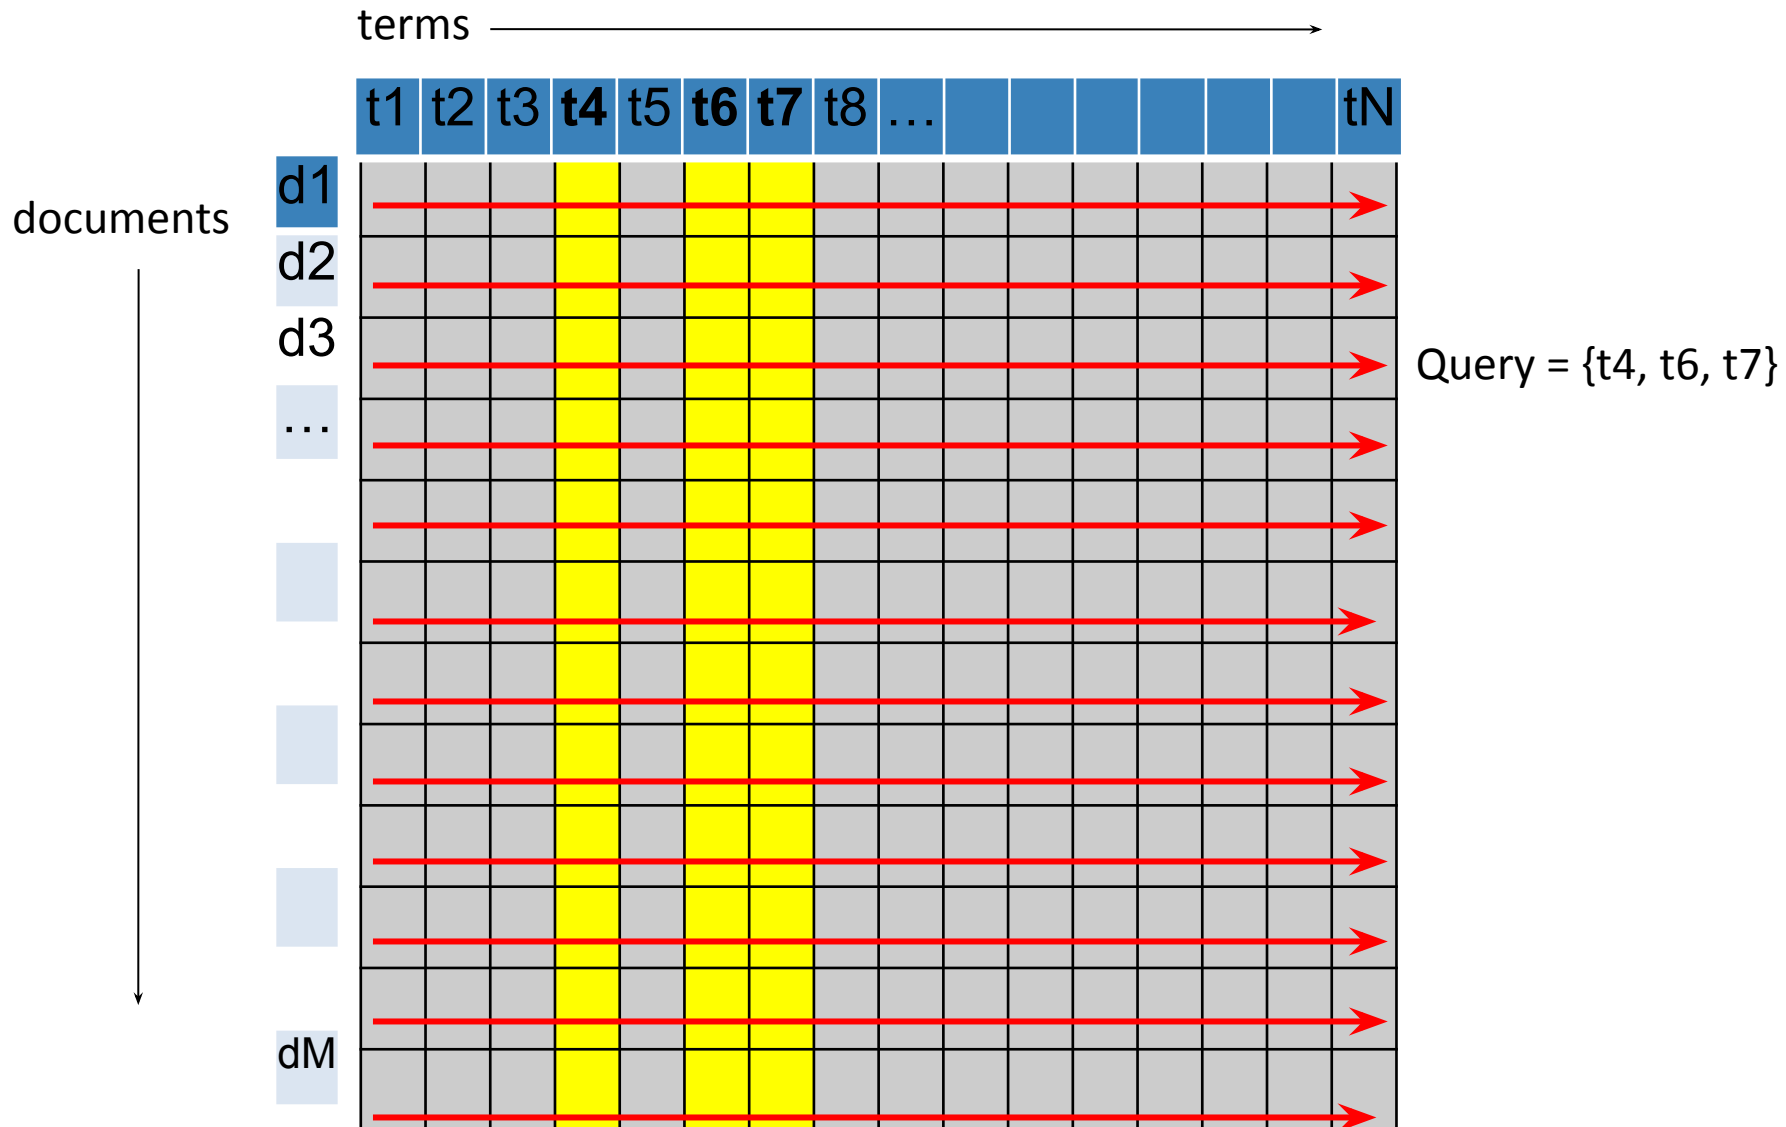 terms
t1 t2 t3 t4 t5 t6 t7 t8 ... tN
d1
documents
d2
d3
Query = {t4, t6, t7}
...
dM